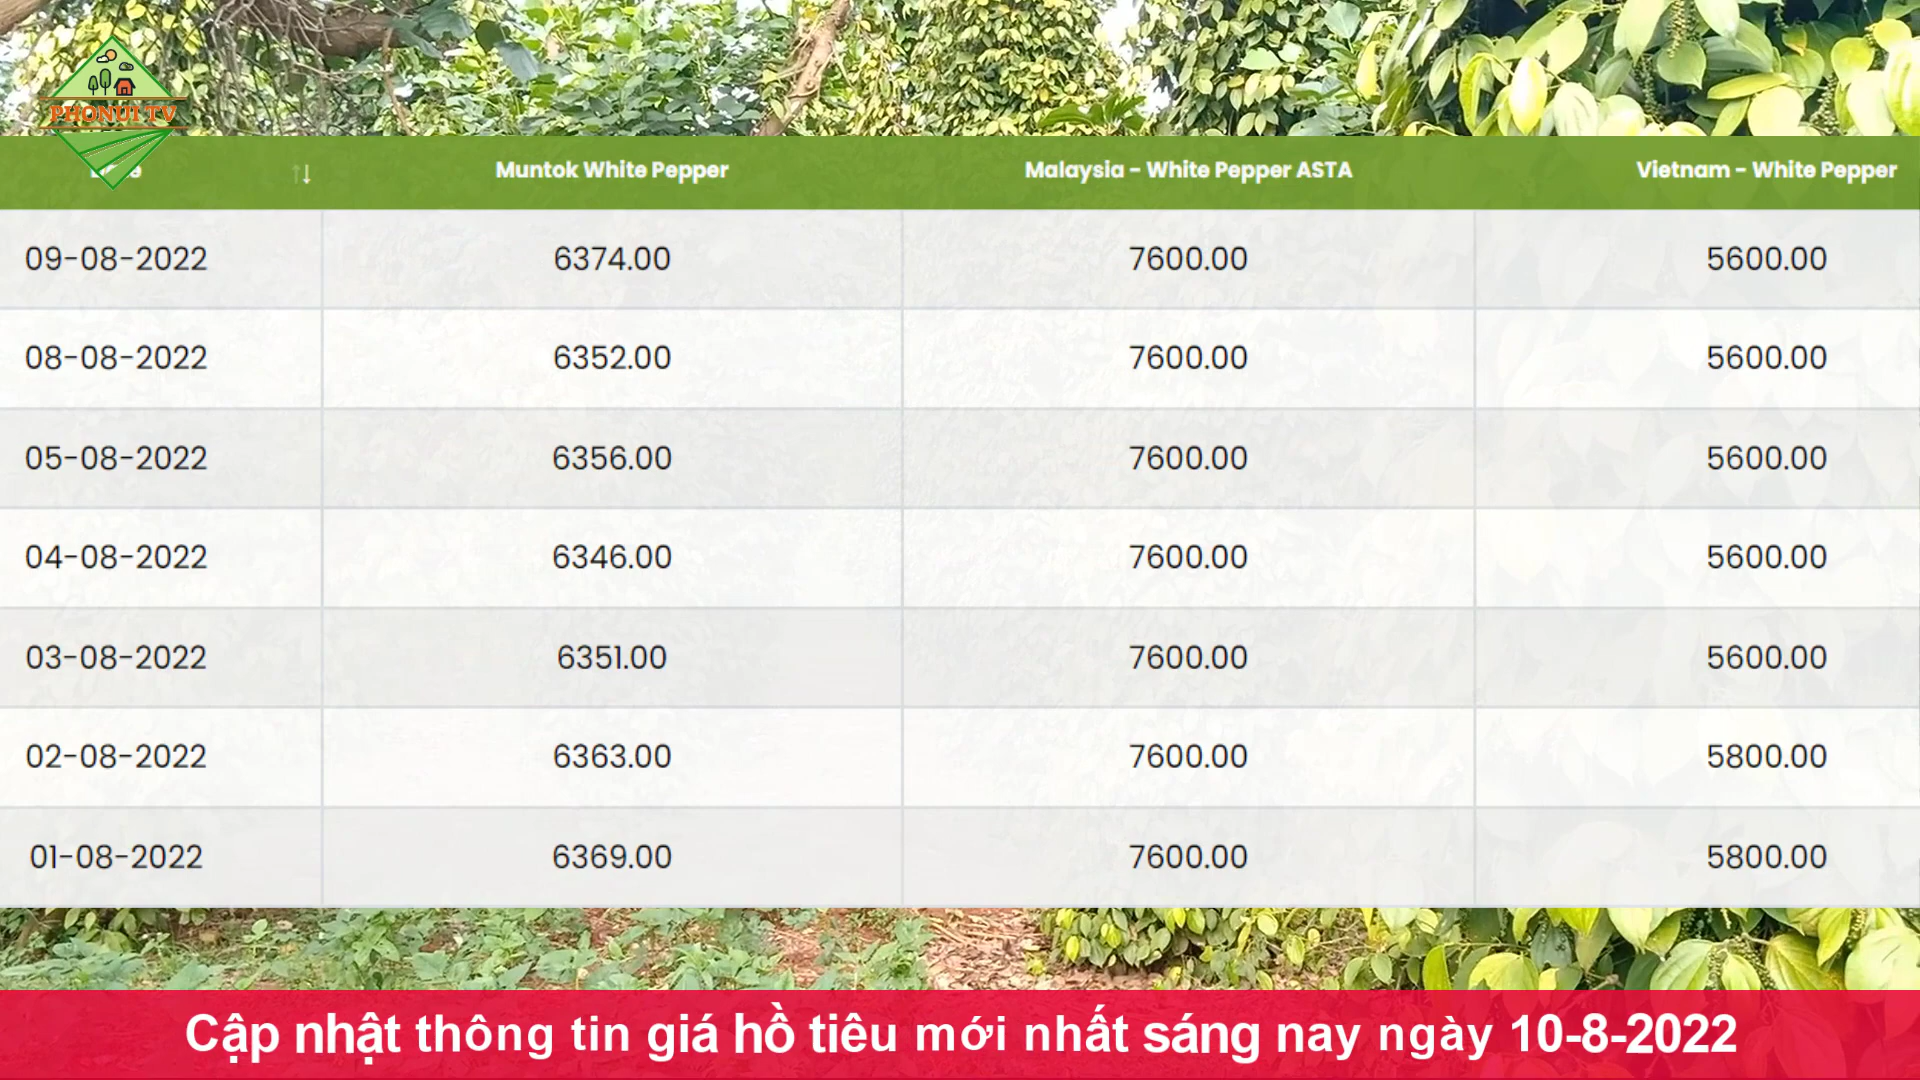 PHONUI TV
Muntok White Pepper Malaysia - White Pepper ASTA Vietnam - White Pepper
09-08-2022 6374.00 7600.00 5600.00
08-08-2022 6352.00 7600.00 5600.00
05-08-2022 6356.00 7600.00 5600.00
04-08-2022 6346.00 7600.00 5600.00
03-08-2022 6351.00 7600.00 5600.00
02-08-2022 6363.00 7600.00 5800.00
01-08-2022 6369.00 7600.00 5800.00
Cập nhật thông tin giá hồ tiêu mới nhất sáng nay ngày 10-8-2022